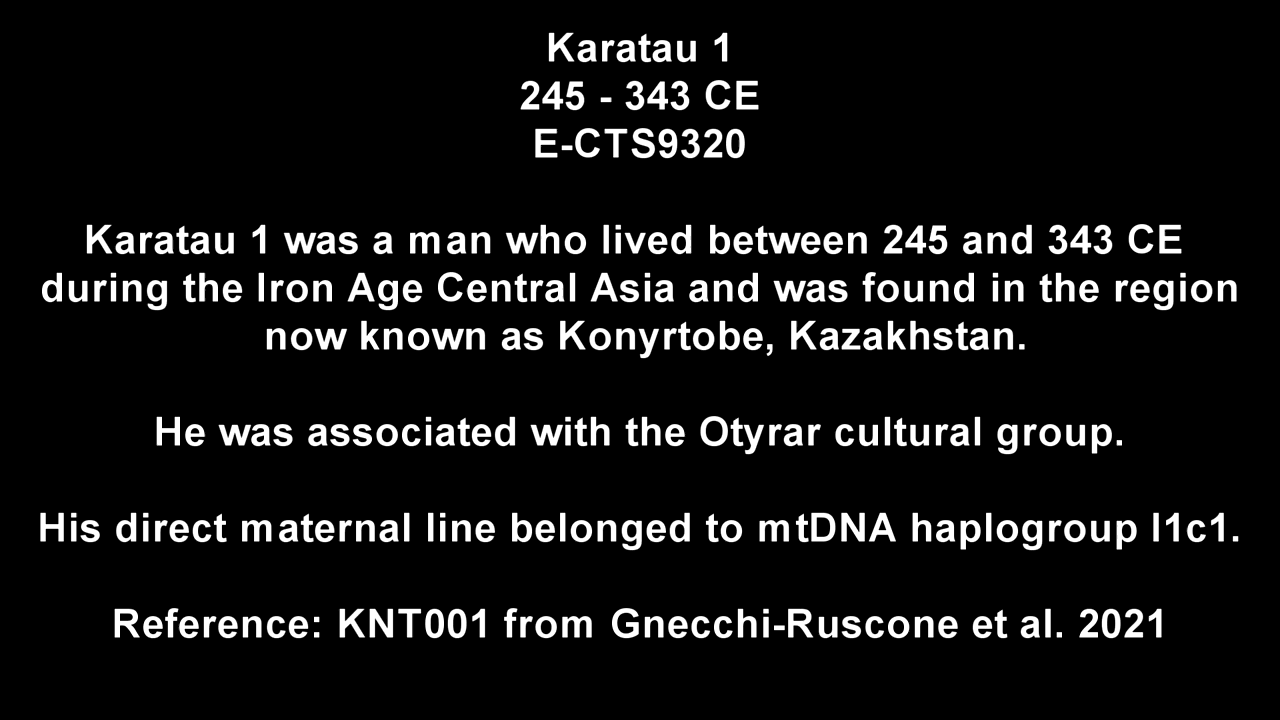 Karatau 1
245 - 343 CE
E-CTS9320
Karatau 1 was a man who lived between 245 and 343 CE
during the Iron Age Central Asia and was found in the region
now known as Konyrtobe, Kazakhstan.
He was associated with the Otyrar cultural group.
His direct maternal line belonged to mtDNA haplogroup I1c1.
Reference: KNT001 from Gnecchi-Ruscone et al. 2021